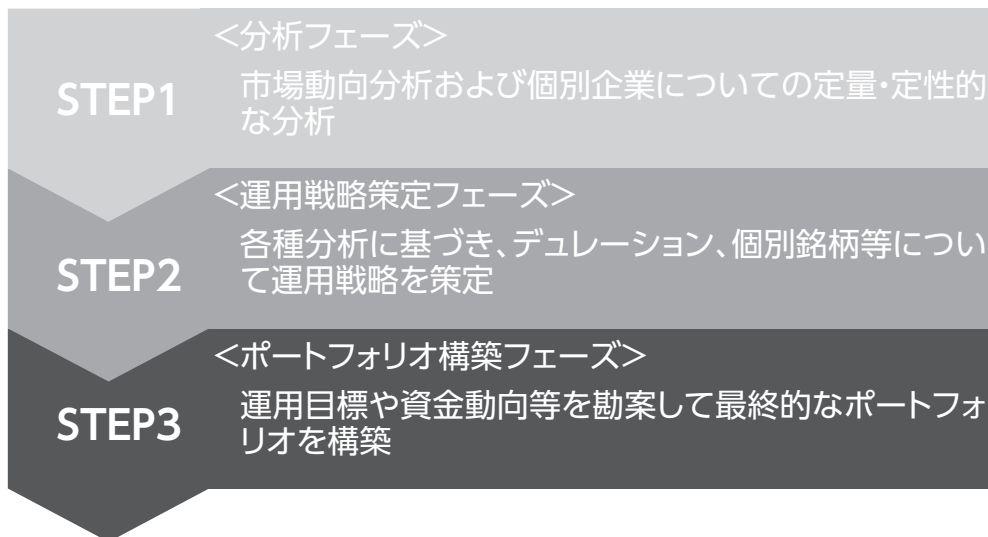 STEP1
<分析フェーズ>
市場動向分析および個別企業についての定量・定性的
な分析
STEP2
<運用戦略策定フェーズ>
各種分析に基づき、デュレーション、個別銘柄等につい
て運用戦略を策定
STEP3
<ポートフォリオ構築フェーズ>
運用目標や資金動向等を勘案して最終的なポートフォ
リオを構築